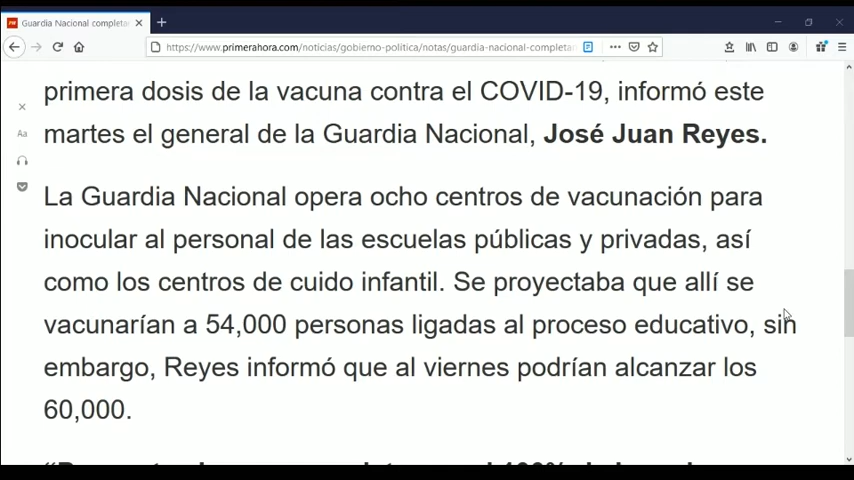 Guardia Nacional completa
https://www.primerahora.com/noticias/gobierno-politica/notas/guardia-nacional-completa
primera dosis de la vacuna contra el COVID-19, informó este
martes el general de la Guardia Nacional, José Juan Reyes.
Aa
La Guardia Nacional opera ocho centros de vacunación para
inocular al personal de las escuelas públicas y privadas, así
como los centros de cuido infantil. Se proyectaba que allí se
vacunarían a 54,000 personas ligadas al proceso educativo, sin
embargo, Reyes informó que al viernes podrían alcanzar los
60,000.